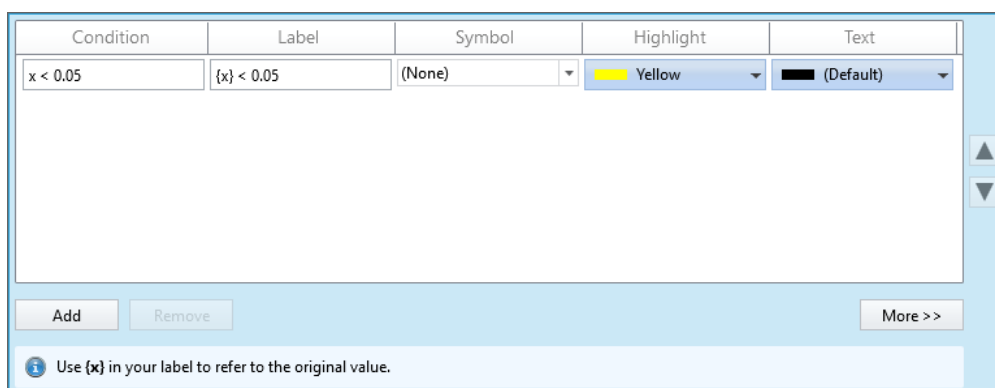 Condition Label Symbol Highlight Text
x < 0.05 {x} < 0.05 (None) Yellow (Default)
Add Remove More >>
Use {x} in your label to refer to the original value.